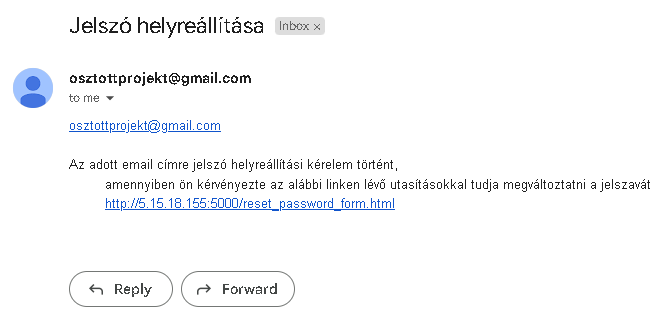 Jelszó helyreállítása Inbox x
osztottprojekt@gmail.com
to me
osztottprojekt@gmail.com
Az adott email címre jelszó helyreállítási kérelem történt,
amennyiben ön kérvényezte az alábbi linken lévő utasításokkal tudja megváltoztatni a jelszavát
http://5.15.18.155:5000/reset_password_form.html
Reply Forward